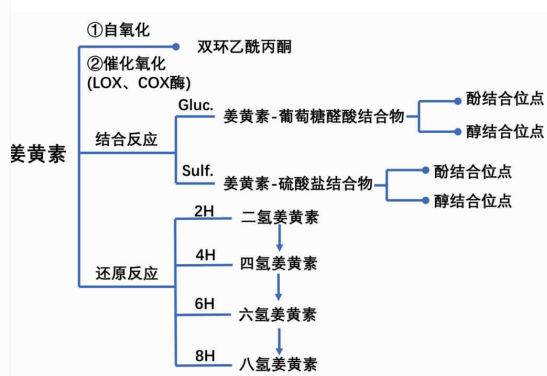 ①自氧化
双环乙酰丙酮
②催化氧化
(LOX、COX酶)
Gluc.
姜黄素-葡萄糖醛酸结合物
酚结合位点
醇结合位点
姜黄素
结合反应
Sulf.
姜黄素-硫酸盐结合物
酚结合位点
醇结合位点
2H
二氢姜黄素
4H
四氢姜黄素
还原反应
6H
六氢姜黄素
8H
八氢姜黄素